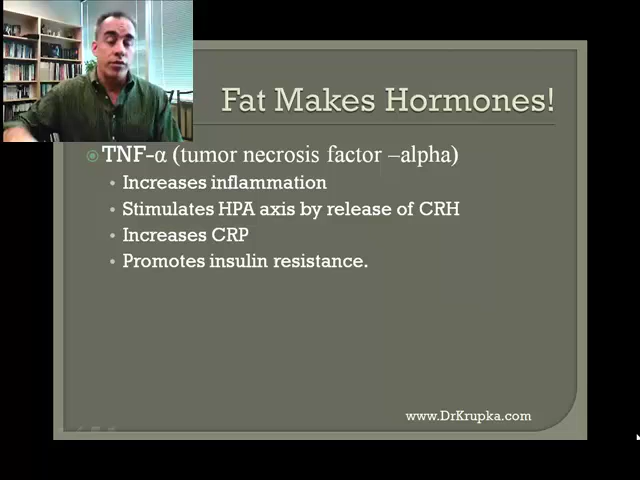 Fat Makes Hormones!
TNF-α (tumor necrosis factor –alpha)
• Increases inflammation
• Stimulates HPA axis by release of CRH
• Increases CRP
• Promotes insulin resistance.
www.DrKrupka.com